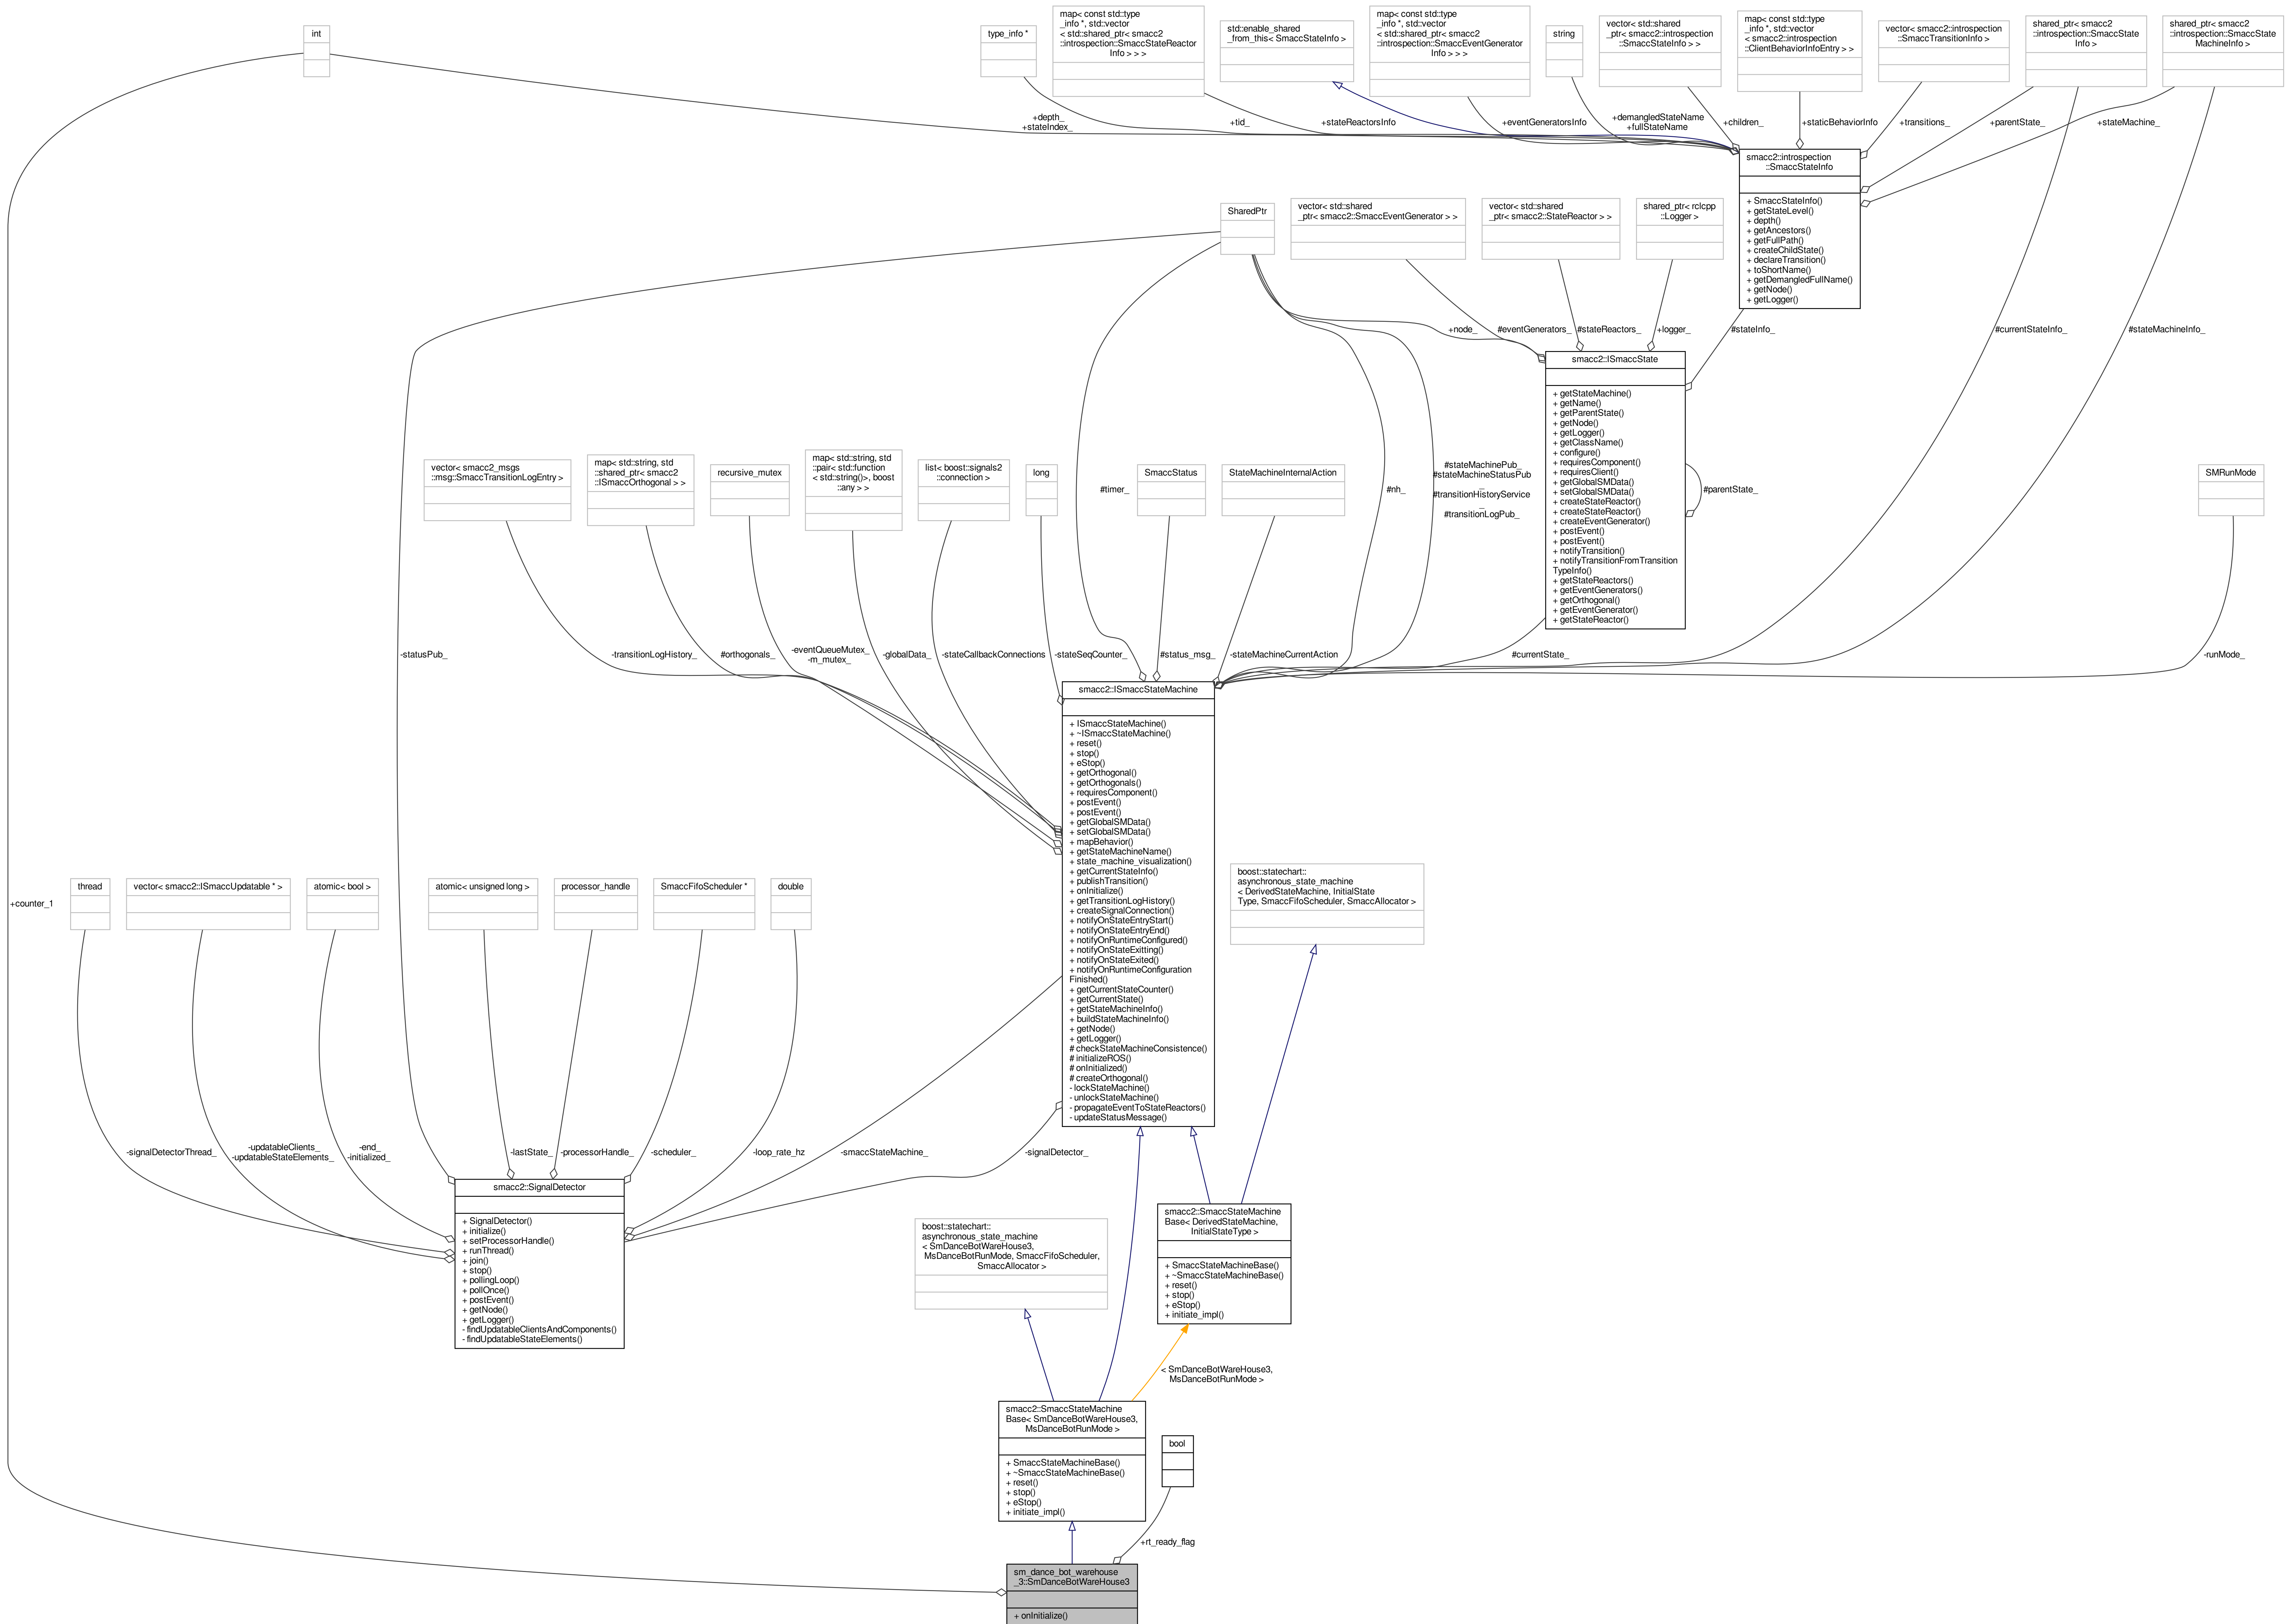 int
type_info *
map< const std::type
_info *, std::vector
< std::shared_ptr< smacc2
::introspection::SmaccStateReactor
Info > > >
std::enable_shared
_from_this< SmaccStateInfo >
map< const std::type
_info *, std::vector
< std::shared_ptr< smacc2
::introspection::SmaccEventGenerator
Info > > >
string
vector< std::shared
_ptr< smacc2::introspection
::SmaccStateInfo > >
map< const std::type
_info *, std::vector
< smacc2::introspection
::ClientBehaviorInfoEntry > >
vector< smacc2::introspection
::SmaccTransitionInfo >
shared_ptr< smacc2
::introspection::SmaccState
Info >
shared_ptr< smacc2
::introspection::SmaccState
MachineInfo >
+depth_
+stateIndex_
+tid_
+stateReactorsInfo
+eventGeneratorsInfo
+demangledStateName
+fullStateName
+children_
+staticBehaviorInfo
+transitions_
+parentState_
+stateMachine_
smacc2::introspection
::SmaccStateInfo
+ SmaccStateInfo()
+ getStateLevel()
+ depth()
+ getAncestors()
+ getFullPath()
+ createChildState()
+ declareTransition()
+ toShortName()
+ getDemangledFullName()
+ getNode()
+ getLogger()
SharedPtr
vector< std::shared
_ptr< smacc2::SmaccEventGenerator > >
vector< std::shared
_ptr< smacc2::StateReactor > >
shared_ptr< rclcpp
::Logger >
+node_
#eventGenerators_
#stateReactors_
+logger_
#stateInfo_
#currentStateInfo_
#stateMachineInfo_
smacc2::ISmaccState
+ getStateMachine()
+ getName()
+ getParentState()
+ getNode()
+ getLogger()
+ getClassName()
+ configure()
+ requiresComponent()
+ requiresClient()
+ getGlobalSMData()
+ setGlobalSMData()
+ createStateReactor()
+ createStateReactor()
+ createEventGenerator()
+ postEvent()
+ postEvent()
+ notifyTransition()
+ notifyTransitionFromTransition
TypeInfo()
+ getStateReactors()
+ getEventGenerators()
+ getOrthogonal()
+ getEventGenerator()
+ getStateReactor()
#parentState_
vector< smacc2_msgs
::msg::SmaccTransitionLogEntry >
map< std::string, std
::shared_ptr< smacc2
::ISmaccOrthogonal > >
recursive_mutex
map< std::string, std
::pair< std::function
< std::string()>, boost
::any > >
list< boost::signals2
::connection >
long
#timer_
SmaccStatus
StateMachineInternalAction
#nh_
#stateMachinePub_
#stateMachineStatusPub
_
#transitionHistoryService
_
#transitionLogPub_
SMRunMode
-statusPub_
-transitionLogHistory_
#orthogonals_
-eventQueueMutex_
-m_mutex_
-globalData_
-stateCallbackConnections
-stateSeqCounter_
#status_msg_
-stateMachineCurrentAction
#currentState_
-runMode_
smacc2::ISmaccStateMachine
+ ISmaccStateMachine()
+ ~ISmaccStateMachine()
+ reset()
+ stop()
+ eStop()
+ getOrthogonal()
+ getOrthogonals()
+ requiresComponent()
+ postEvent()
+ postEvent()
+ getGlobalSMData()
+ setGlobalSMData()
+ mapBehavior()
+ getStateMachineName()
+ state_machine_visualization()
+ getCurrentStateInfo()
+ publishTransition()
+ onInitialize()
+ getTransitionLogHistory()
+ createSignalConnection()
+ notifyOnStateEntryStart()
+ notifyOnStateEntryEnd()
+ notifyOnRuntimeConfigured()
+ notifyOnStateExitting()
+ notifyOnStateExited()
+ notifyOnRuntimeConfiguration
Finished()
+ getCurrentStateCounter()
+ getCurrentState()
+ getStateMachineInfo()
+ buildStateMachineInfo()
+ getNode()
+ getLogger()
# checkStateMachineConsistence()
# initializeROS()
# onInitialized()
# createOrthogonal()
- lockStateMachine()
- unlockStateMachine()
- propagateEventToStateReactors()
- updateStatusMessage()
+counter_1
thread
vector< smacc2::ISmaccUpdatable * >
atomic< bool >
atomic< unsigned long >
processor_handle
SmaccFifoScheduler *
double
boost::statechart::
asynchronous_state_machine
< DerivedStateMachine, InitialState
Type, SmaccFifoScheduler, SmaccAllocator >
-signalDetectorThread_
-updatableClients_
-updatableStateElements_
-end_
-initialized_
-lastState_
-processorHandle_
-scheduler_
-loop_rate_hz
-smaccStateMachine_
-signalDetector_
smacc2::SignalDetector
+ SignalDetector()
+ initialize()
+ setProcessorHandle()
+ runThread()
+ join()
+ stop()
+ pollingLoop()
+ pollOnce()
+ postEvent()
+ getNode()
+ getLogger()
- findUpdatableClientsAndComponents()
- findUpdatableStateElements()
boost::statechart::
asynchronous_state_machine
< SmDanceBotWareHouse3,
MsDanceBotRunMode, SmaccFifoScheduler,
SmaccAllocator >
smacc2::SmaccStateMachine
Base< DerivedStateMachine,
InitialStateType >
+ SmaccStateMachineBase()
+ ~SmaccStateMachineBase()
+ reset()
+ stop()
+ eStop()
+ initiate_impl()
< SmDanceBotWareHouse3,
MsDanceBotRunMode >
smacc2::SmaccStateMachine
Base< SmDanceBotWareHouse3,
MsDanceBotRunMode >
+ SmaccStateMachineBase()
+ ~SmaccStateMachineBase()
+ reset()
+ stop()
+ eStop()
+ initiate_impl()
bool
+rt_ready_flag
sm_dance_bot_warehouse
_3::SmDanceBotWareHouse3
+ onInitialize()